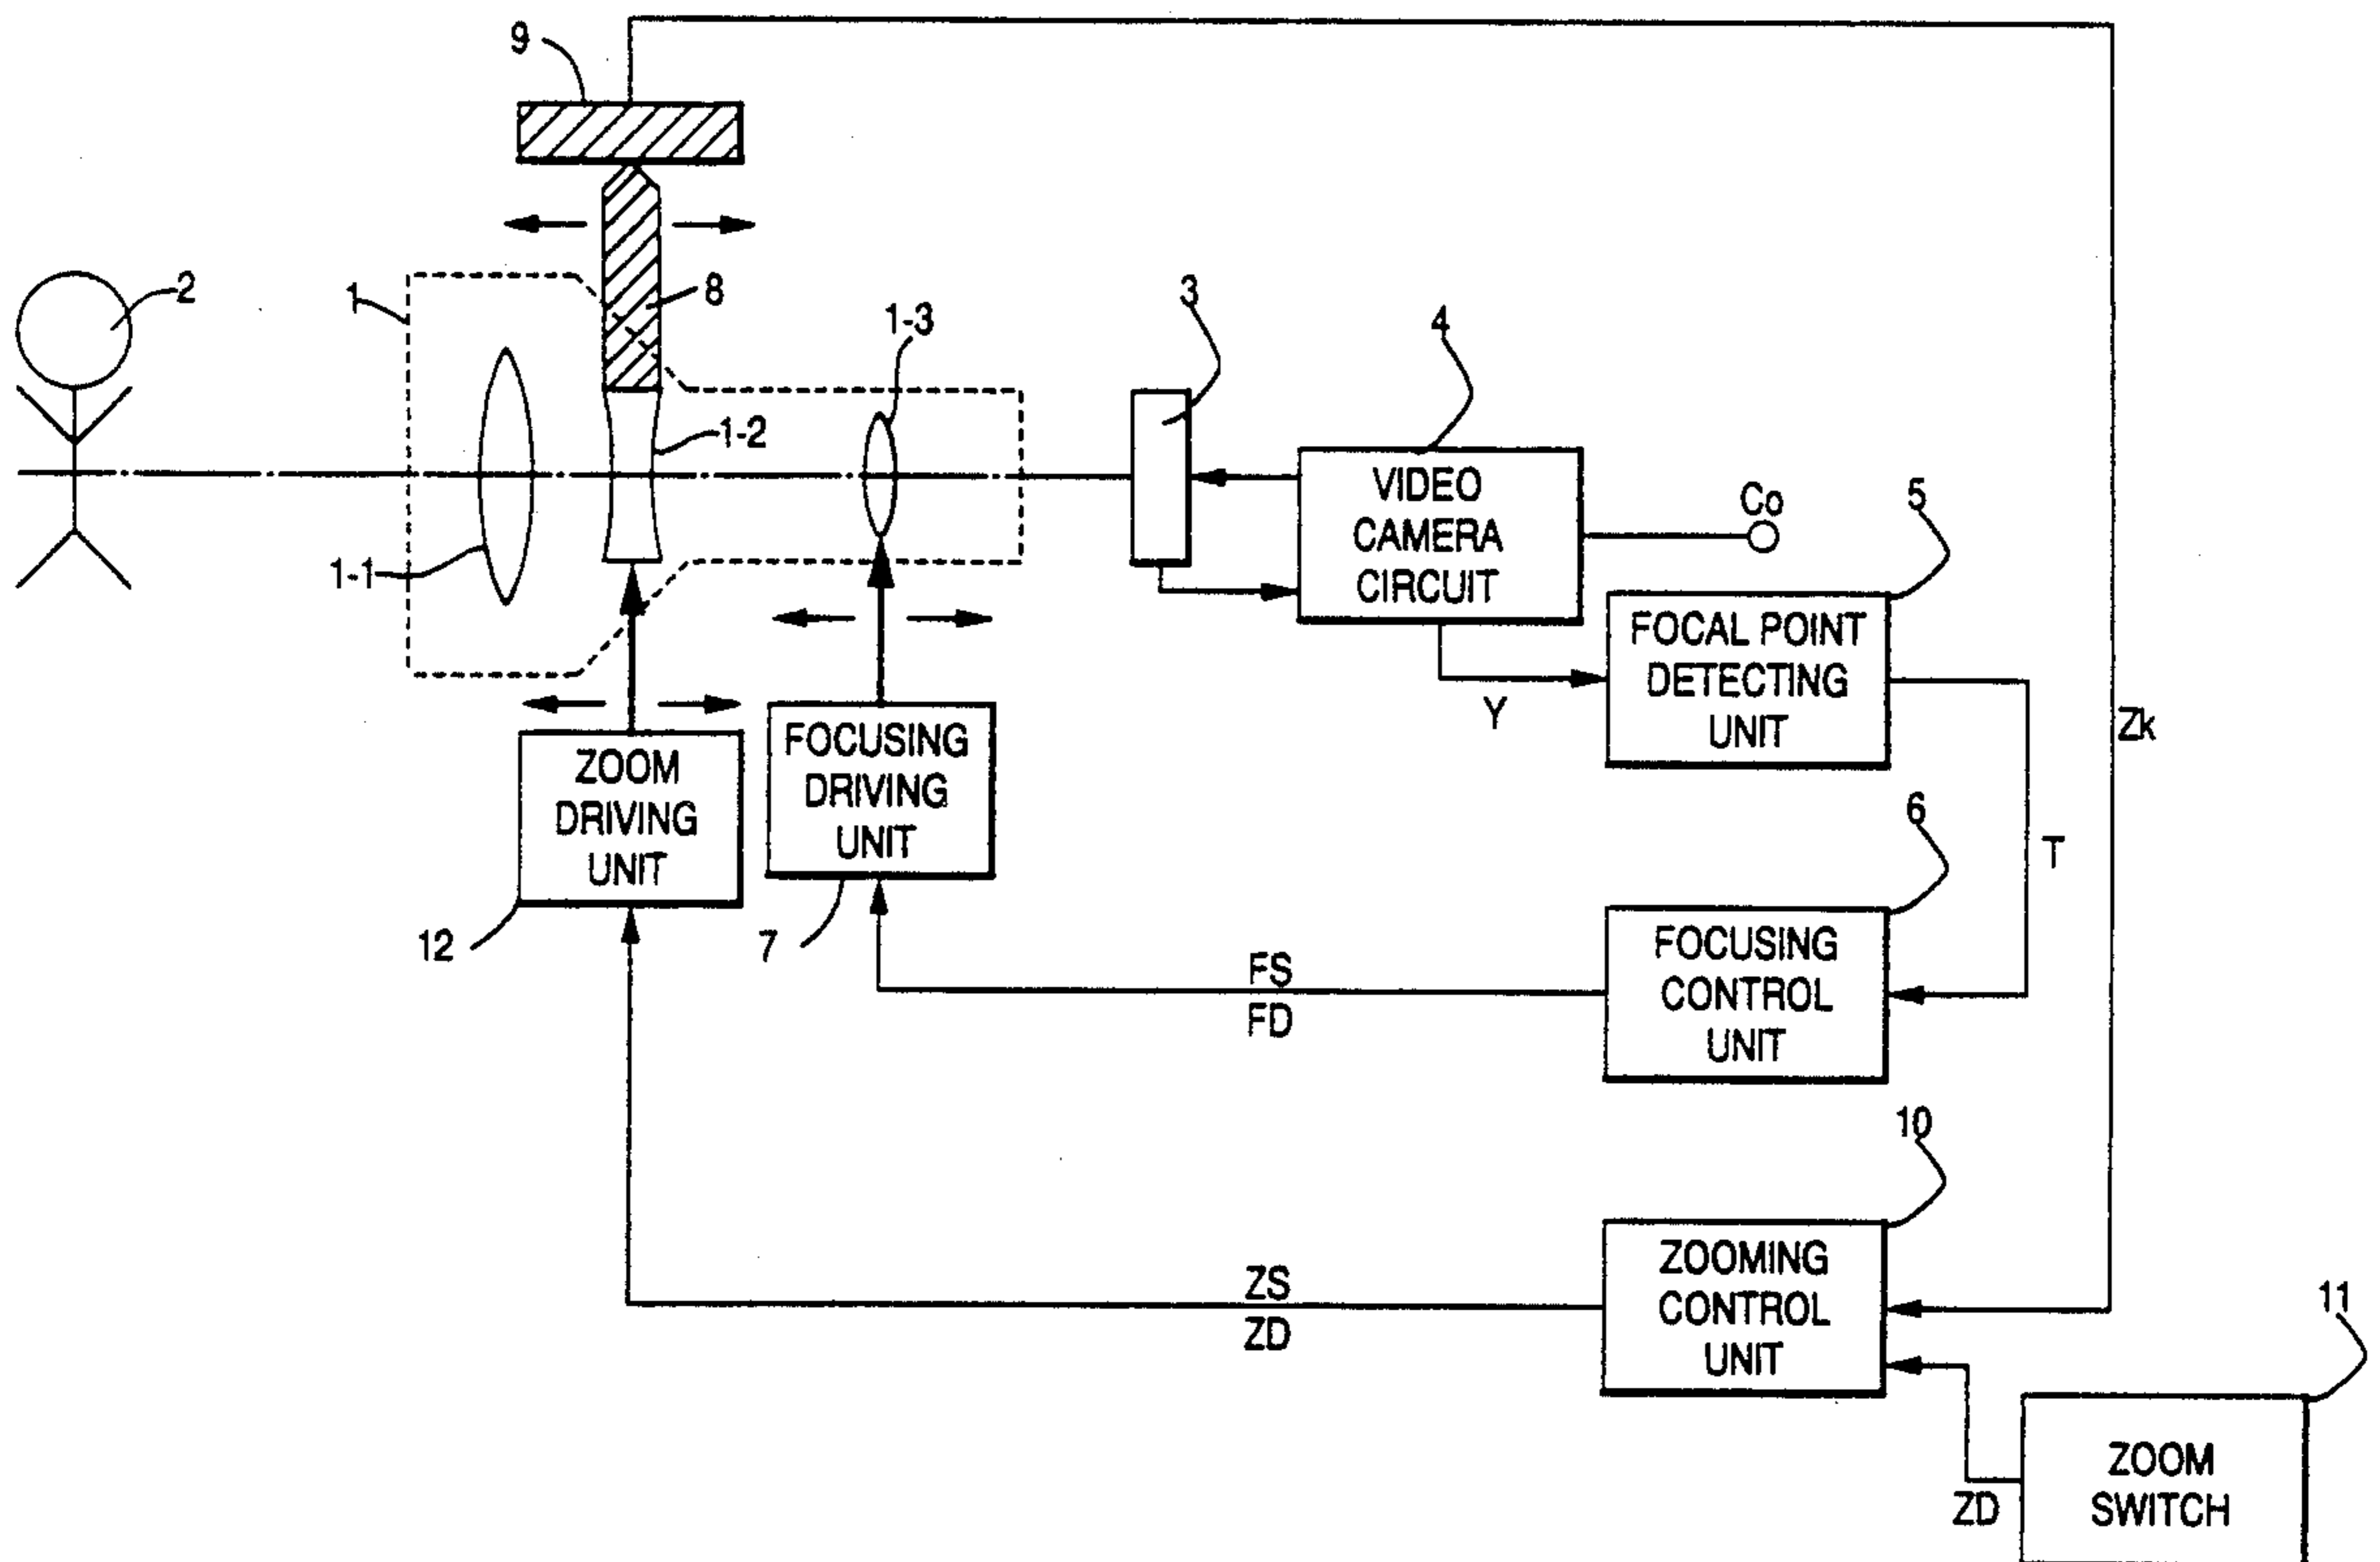 9
2
1
8
1-3
3
4
1-2
1-1
VIDEO
CAMERA
CIRCUIT
Co
5
FOCAL POINT
DETECTING
UNIT
Y
Zk
T
ZOOM
DRIVING
UNIT
12
FOCUSING
DRIVING
UNIT
7
6
FOCUSING
CONTROL
UNIT
FS
FD
10
ZOOMING
CONTROL
UNIT
ZS
ZD
11
ZOOM
SWITCH
ZD